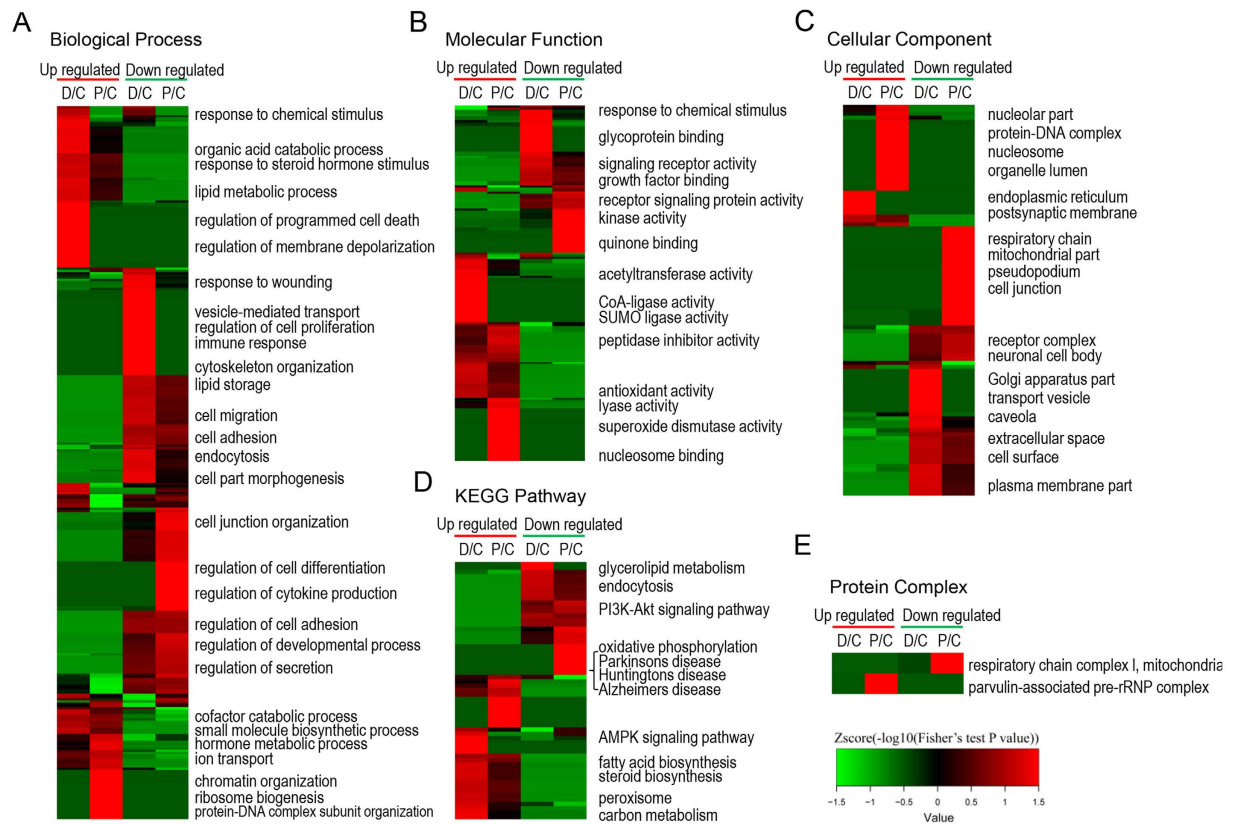 A
Biological Process
Up regulated Down regulated
D/C P/C D/C P/C
response to chemical stimulus
organic acid catabolic process
response to steroid hormone stimulus
lipid metabolic process
regulation of programmed cell death
regulation of membrane depolarization
response to wounding
vesicle-mediated transport
regulation of cell proliferation
immune response
cytoskeleton organization
lipid storage
cell migration
cell adhesion
endocytosis
cell part morphogenesis
cell junction organization
regulation of cell differentiation
regulation of cytokine production
regulation of cell adhesion
regulation of developmental process
regulation of secretion
cofactor catabolic process
small molecule biosynthetic process
hormone metabolic process
ion transport
chromatin organization
ribosome biogenesis
protein-DNA complex subunit organization
B
Molecular Function
Up regulated Down regulated
D/C P/C D/C P/C
response to chemical stimulus
glycoprotein binding
signaling receptor activity
growth factor binding
receptor signaling protein activity
kinase activity
quinone binding
acetyltransferase activity
CoA-ligase activity
SUMO ligase activity
peptidase inhibitor activity
antioxidant activity
lyase activity
superoxide dismutase activity
nucleosome binding
C
Cellular Component
Up regulated Down regulated
D/C P/C D/C P/C
nucleolar part
protein-DNA complex
nucleosome
organelle lumen
endoplasmic reticulum
postsynaptic membrane
respiratory chain
mitochondrial part
pseudopodium
cell junction
receptor complex
neuronal cell body
Golgi apparatus part
transport vesicle
caveola
extracellular space
cell surface
plasma membrane part
D
KEGG Pathway
Up regulated Down regulated
D/C P/C D/C P/C
glycerolipid metabolism
endocytosis
PI3K-Akt signaling pathway
oxidative phosphorylation
Parkinsons disease
Huntingtons disease
Alzheimers disease
AMPK signaling pathway
fatty acid biosynthesis
steroid biosynthesis
peroxisome
carbon metabolism
E
Protein Complex
Up regulated Down regulated
D/C P/C D/C P/C
respiratory chain complex I, mitochondria
parvulin-associated pre-rRNP complex
Zscore(-log10(Fisher's test P value))
−1.5 −1 −0.5 0 0.5 1 1.5
Value